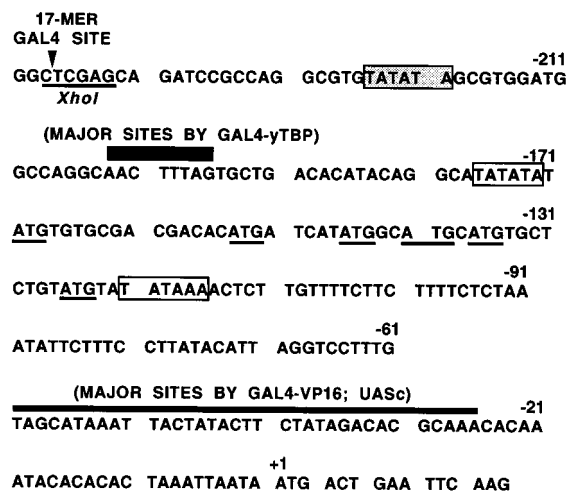 17-MER
GAL4 SITE
-211
GGCTCGAGCA GATCCGCCAG GCGTGTATAT AGCGTGGATG
XhoI
(MAJOR SITES BY GAL4-yTBP)
-171
GCCAGGCAAC TTTAGTGCTG ACACATACAG GCATATATAT
-131
ATGTGTGCGA CGACACATGA TCATATGGCA TGCATGTGCT
-91
CTGTATGTAT ATAAAACTCT TGTTTTCTTC TTTTCTCTAA
-61
ATATTCTTTC CTTATACATT AGGTCCTTTG
(MAJOR SITES BY GAL4-VP16; UASc)
-21
TAGCATAAAT TACTATACTT CTATAGACAC GCAAACACAA
+1
ATACACACAC TAAATTAATA ATG ACT GAA TTC AAG